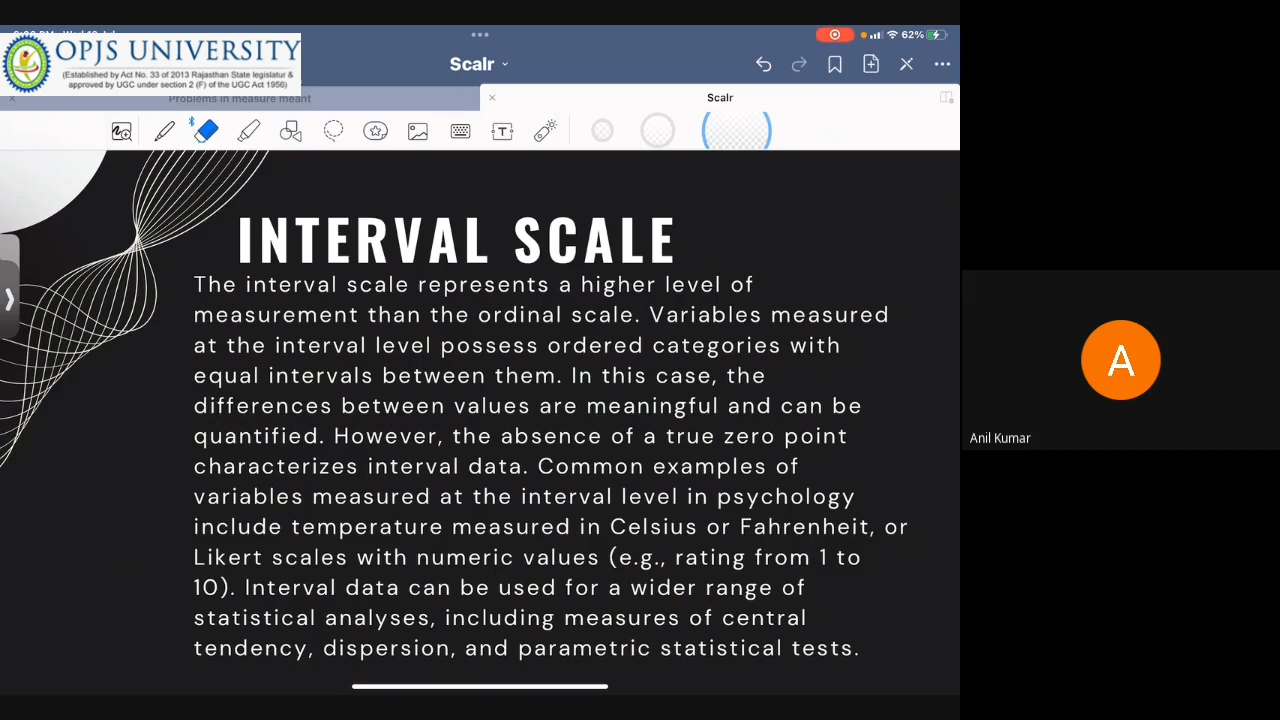 OPJS UNIVERSITY
(Established by Act No. 33 of 2013 Rajasthan State legislatur &
approved by UGC under section 2 (F) of the UGC Act 1956)
62%
Scalr
Problems in measure meant
Scalr
T
INTERVAL SCALE
The interval scale represents a higher level of
measurement than the ordinal scale. Variables measured
at the interval level possess ordered categories with
equal intervals between them. In this case, the
differences between values are meaningful and can be
quantified. However, the absence of a true zero point
characterizes interval data. Common examples of
variables measured at the interval level in psychology
include temperature measured in Celsius or Fahrenheit, or
Likert scales with numeric values (e.g., rating from 1 to
10). Interval data can be used for a wider range of
statistical analyses, including measures of central
tendency, dispersion, and parametric statistical tests.
A
Anil Kumar